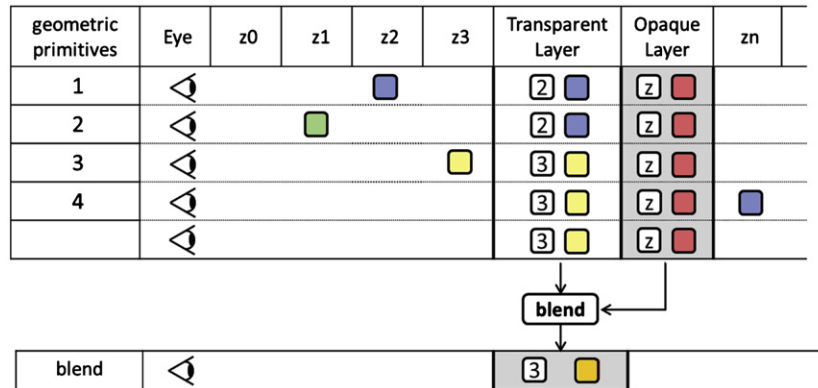 geometric primitives Eye z0 z1 z2 z3 Transparent Layer Opaque Layer zn
1 2 z
2 2 z
3 3 z
4 3 z
3 z
blend
blend 3